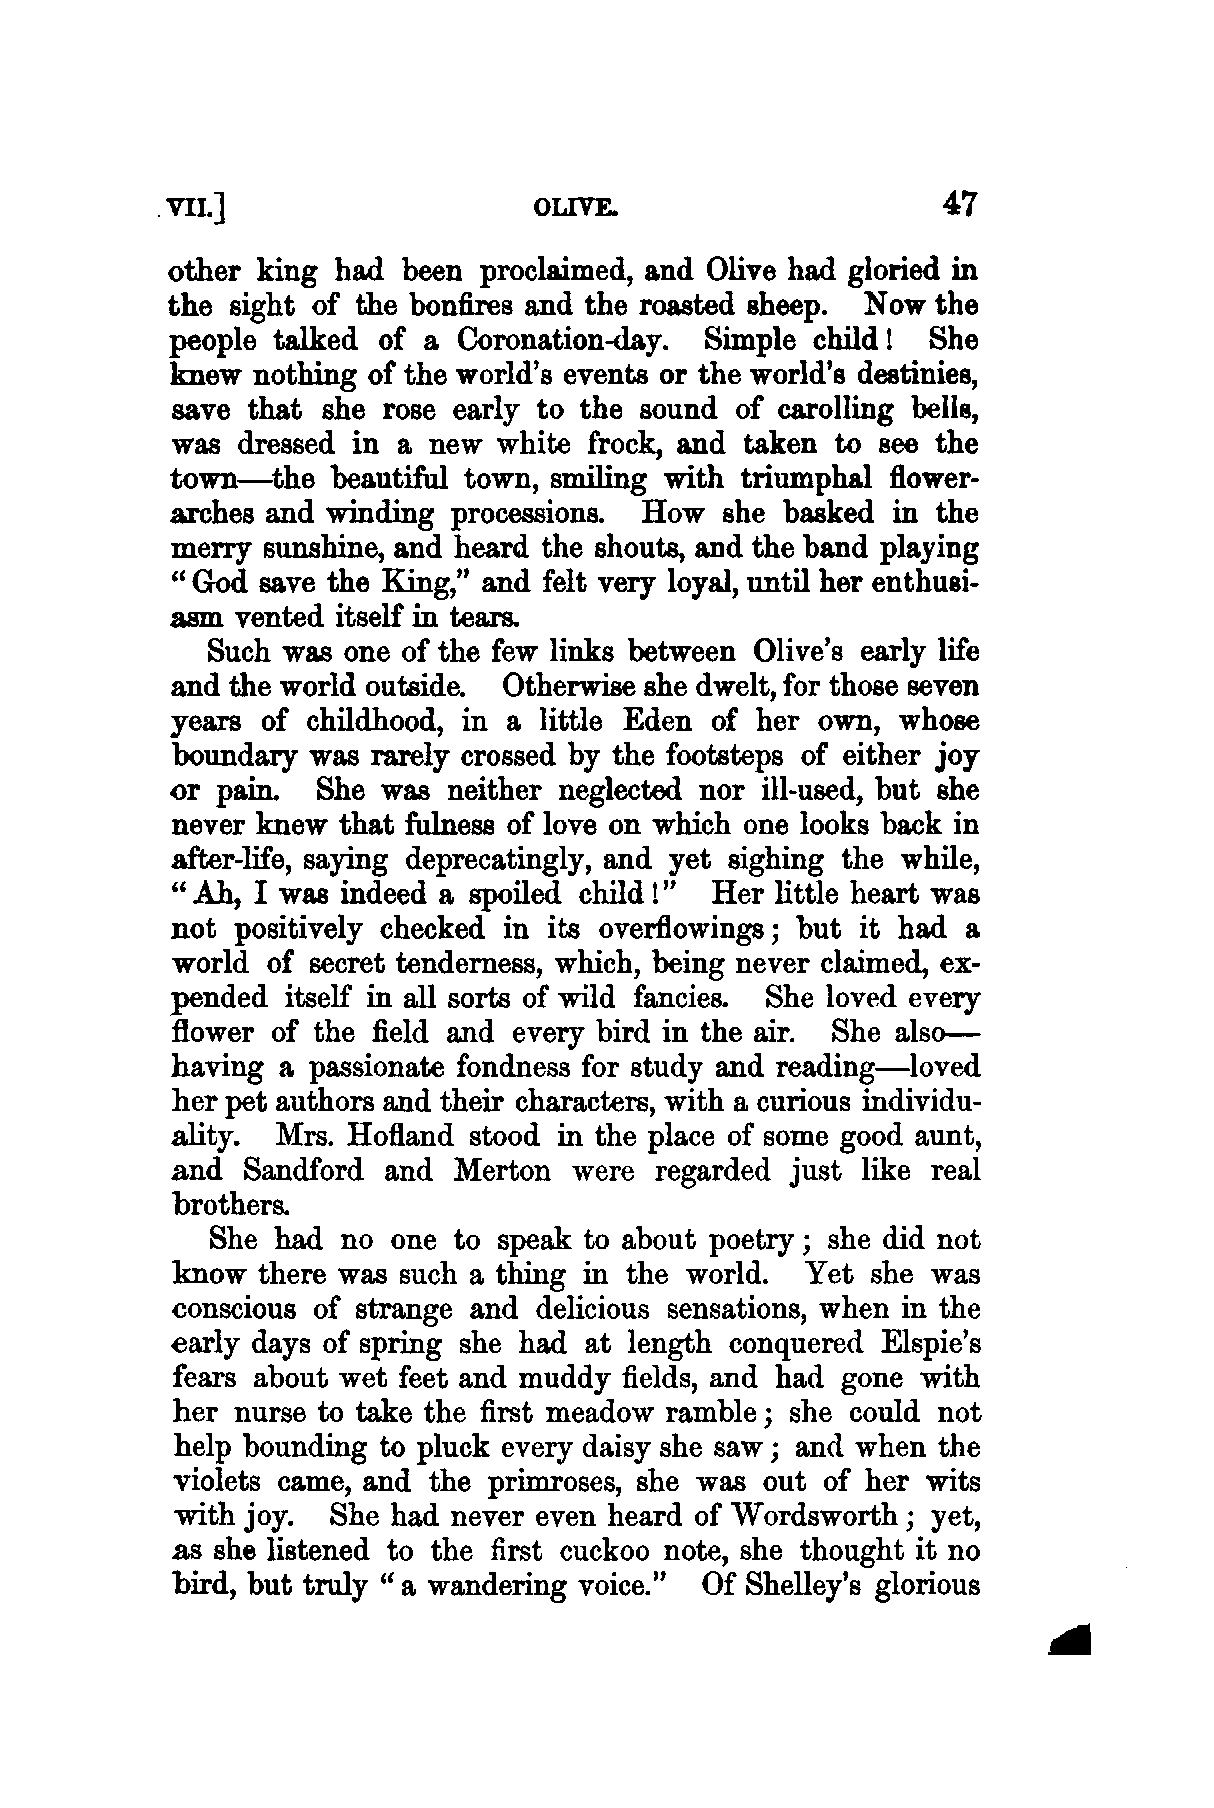 VII.] OLIVE. 47
other king had been proclaimed, and Olive had gloried in
the sight of the bonfires and the roasted sheep. Now the
people talked of a Coronation-day. Simple child! She
knew nothing of the world's events or the world's destinies,
save that she rose early to the sound of carolling bells,
was dressed in a new white frock, and taken to see the
town—the beautiful town, smiling with triumphal flower-
arches and winding processions. How she basked in the
merry sunshine, and heard the shouts, and the band playing
"God save the King," and felt very loyal, until her enthusi-
asm vented itself in tears.
Such was one of the few links between Olive's early life
and the world outside. Otherwise she dwelt, for those seven
years of childhood, in a little Eden of her own, whose
boundary was rarely crossed by the footsteps of either joy
or pain. She was neither neglected nor ill-used, but she
never knew that fulness of love on which one looks back in
after-life, saying deprecatingly, and yet sighing the while,
"Ah, I was indeed a spoiled child!" Her little heart was
not positively checked in its overflowings; but it had a
world of secret tenderness, which, being never claimed, ex-
pended itself in all sorts of wild fancies. She loved every
flower of the field and every bird in the air. She also—
having a passionate fondness for study and reading—loved
her pet authors and their characters, with a curious individu-
ality. Mrs. Hofland stood in the place of some good aunt,
and Sandford and Merton were regarded just like real
brothers.
She had no one to speak to about poetry; she did not
know there was such a thing in the world. Yet she was
conscious of strange and delicious sensations, when in the
early days of spring she had at length conquered Elspie's
fears about wet feet and muddy fields, and had gone with
her nurse to take the first meadow ramble; she could not
help bounding to pluck every daisy she saw; and when the
violets came, and the primroses, she was out of her wits
with joy. She had never even heard of Wordsworth; yet,
as she listened to the first cuckoo note, she thought it no
bird, but truly "a wandering voice." Of Shelley's glorious